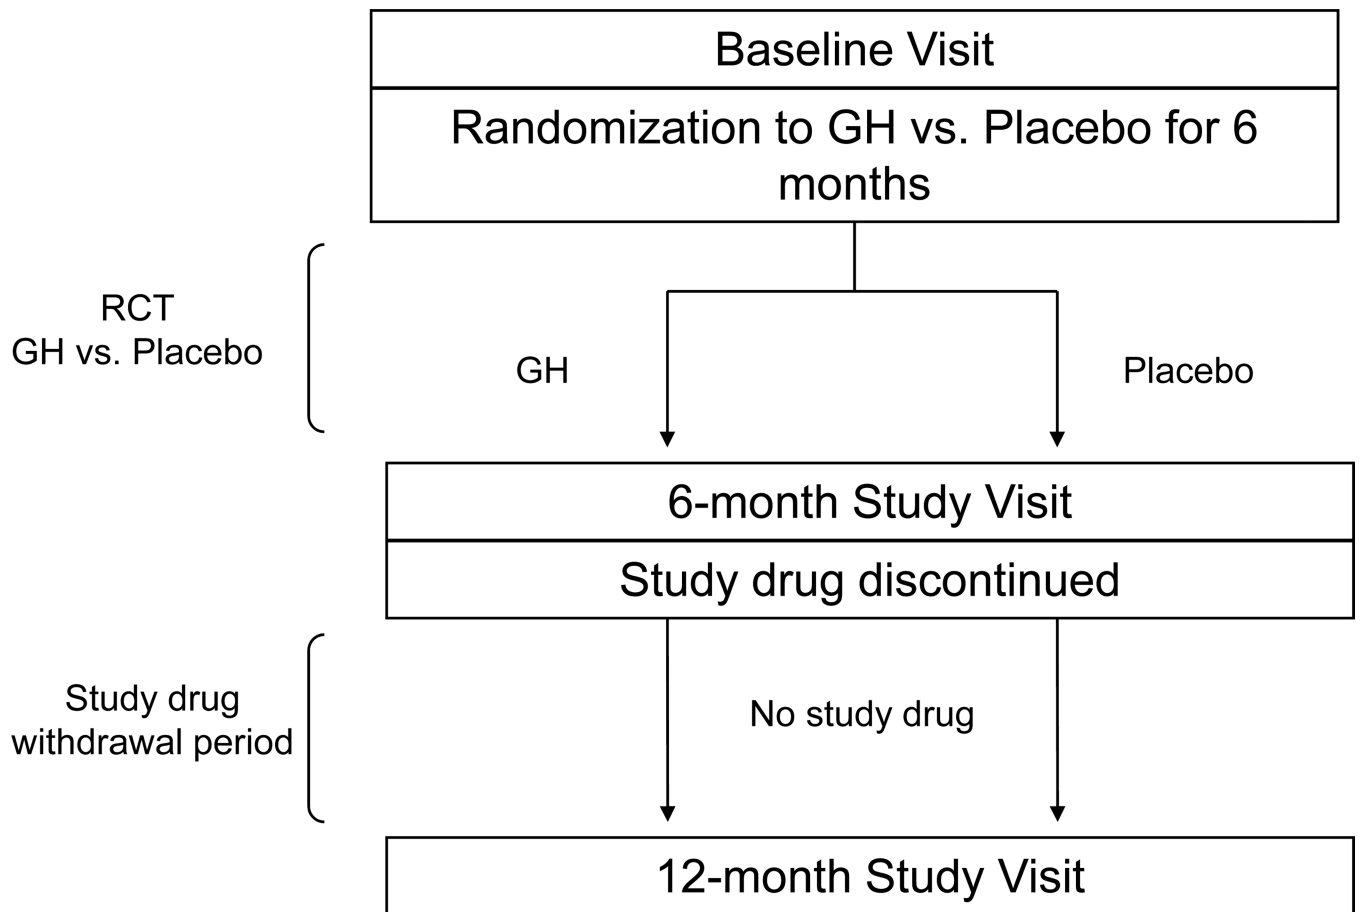 Baseline Visit
Randomization to GH vs. Placebo for 6
months
RCT
GH vs. Placebo
GH
Placebo
6-month Study Visit
Study drug discontinued
Study drug
withdrawal period
No study drug
12-month Study Visit